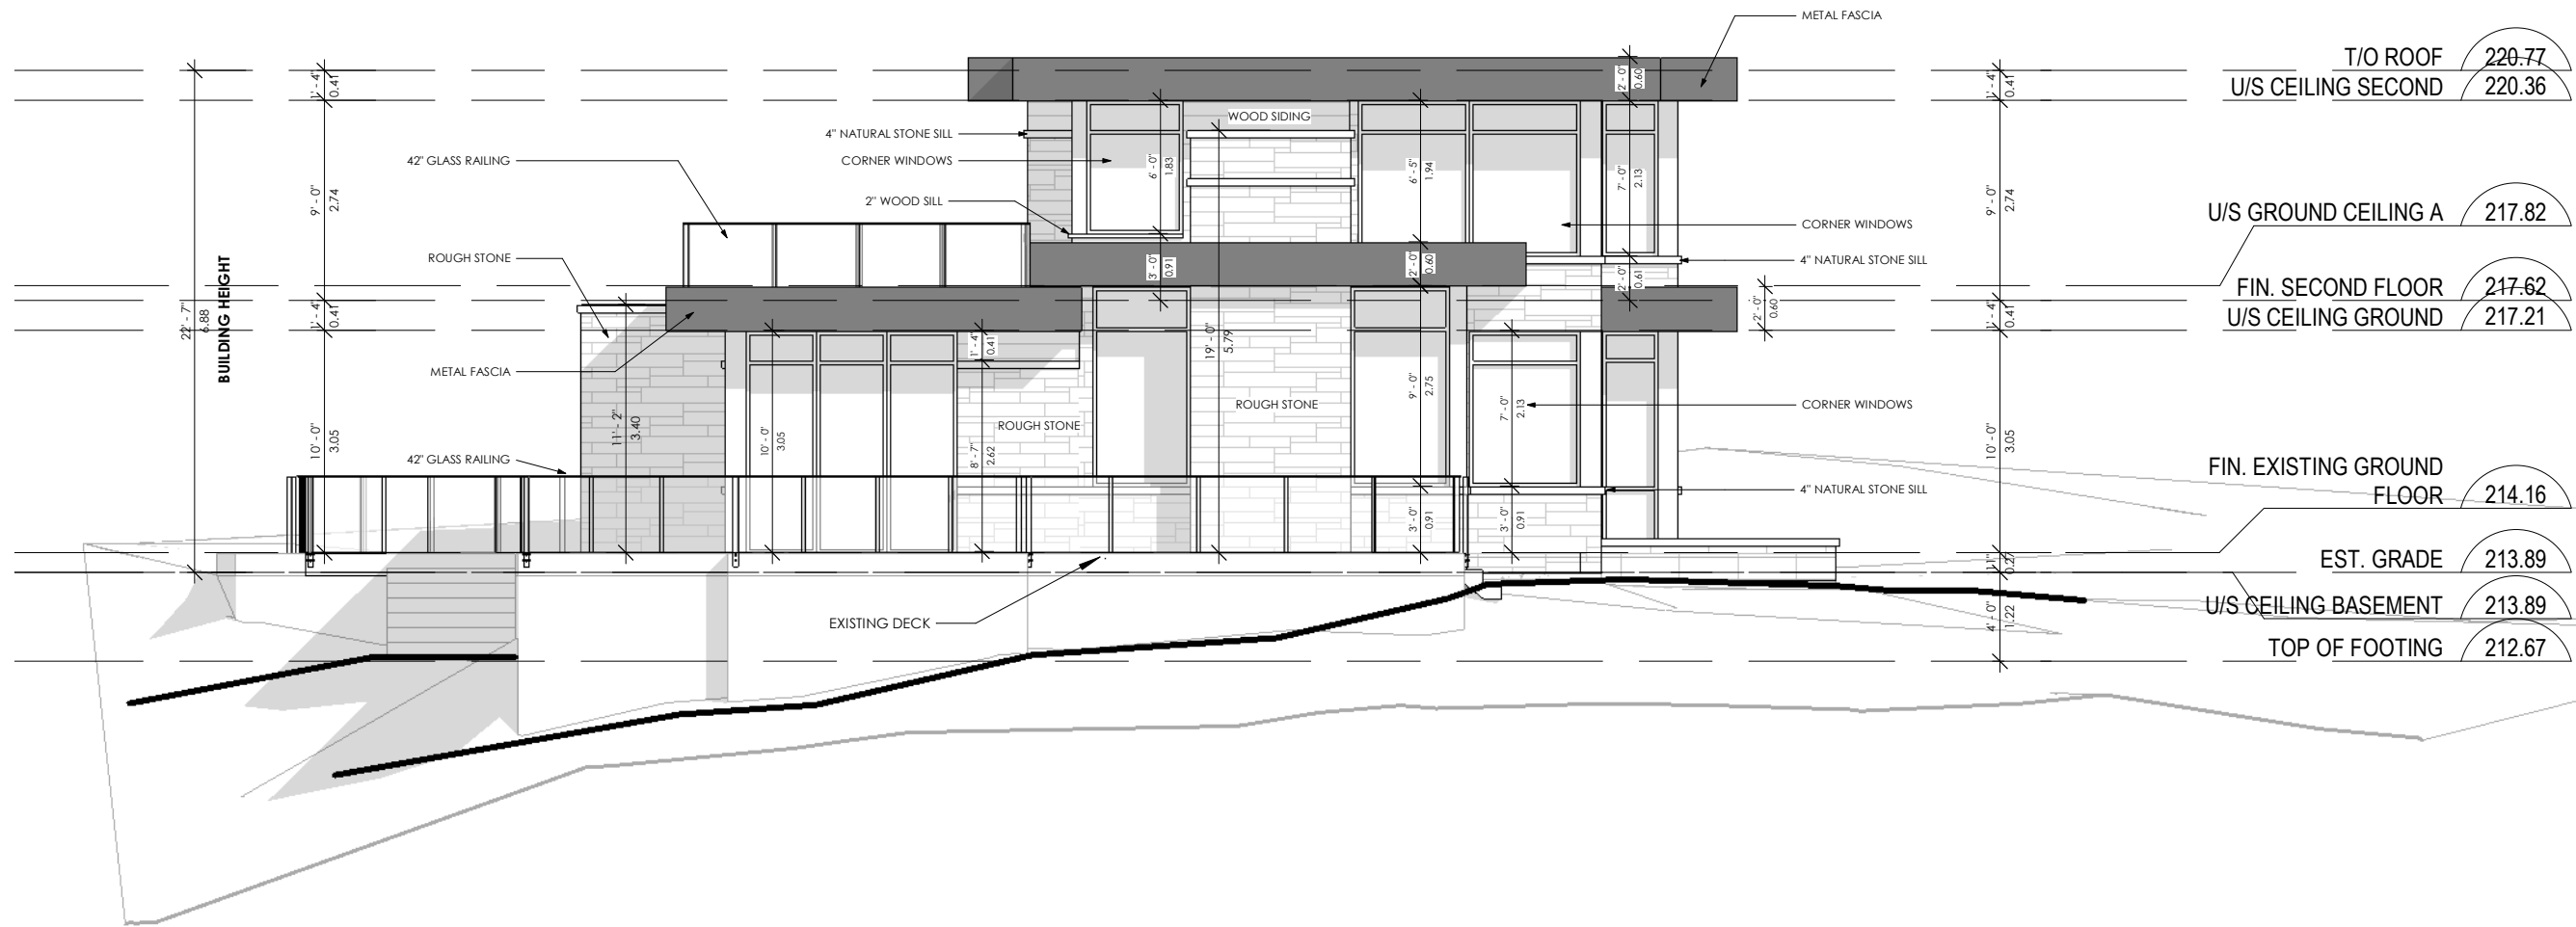 METAL FASCIA
T/O ROOF 220.77
U/S CEILING SECOND 220.36
1' - 4"
0.41
2' - 0"
0.60
1' - 4"
0.41
WOOD SIDING
4" NATURAL STONE SILL
42" GLASS RAILING
CORNER WINDOWS
6' - 0"
1.83
6' - 5"
1.94
7' - 0"
2.13
9' - 0"
2.74
9' - 0"
2.74
2" WOOD SILL
U/S GROUND CEILING A 217.82
CORNER WINDOWS
ROUGH STONE
4" NATURAL STONE SILL
3' - 0"
0.91
2' - 0"
0.60
2' - 0"
0.61
FIN. SECOND FLOOR 217.62
U/S CEILING GROUND 217.21
22' - 7"
6.88
BUILDING HEIGHT
1' - 4"
0.41
2' - 0"
0.60
1' - 4"
0.41
1' - 4"
0.41
19' - 0"
5.79
METAL FASCIA
9' - 0"
2.75
7' - 0"
2.13
CORNER WINDOWS
ROUGH STONE
ROUGH STONE
11' - 2"
3.40
10' - 0"
3.05
10' - 0"
3.05
8' - 7"
2.62
10' - 0"
3.05
42" GLASS RAILING
FIN. EXISTING GROUND
FLOOR 214.16
4" NATURAL STONE SILL
3' - 0"
0.91
3' - 0"
0.91
11"
0.27
EST. GRADE 213.89
U/S CEILING BASEMENT 213.89
4' - 0"
1.22
EXISTING DECK
TOP OF FOOTING 212.67